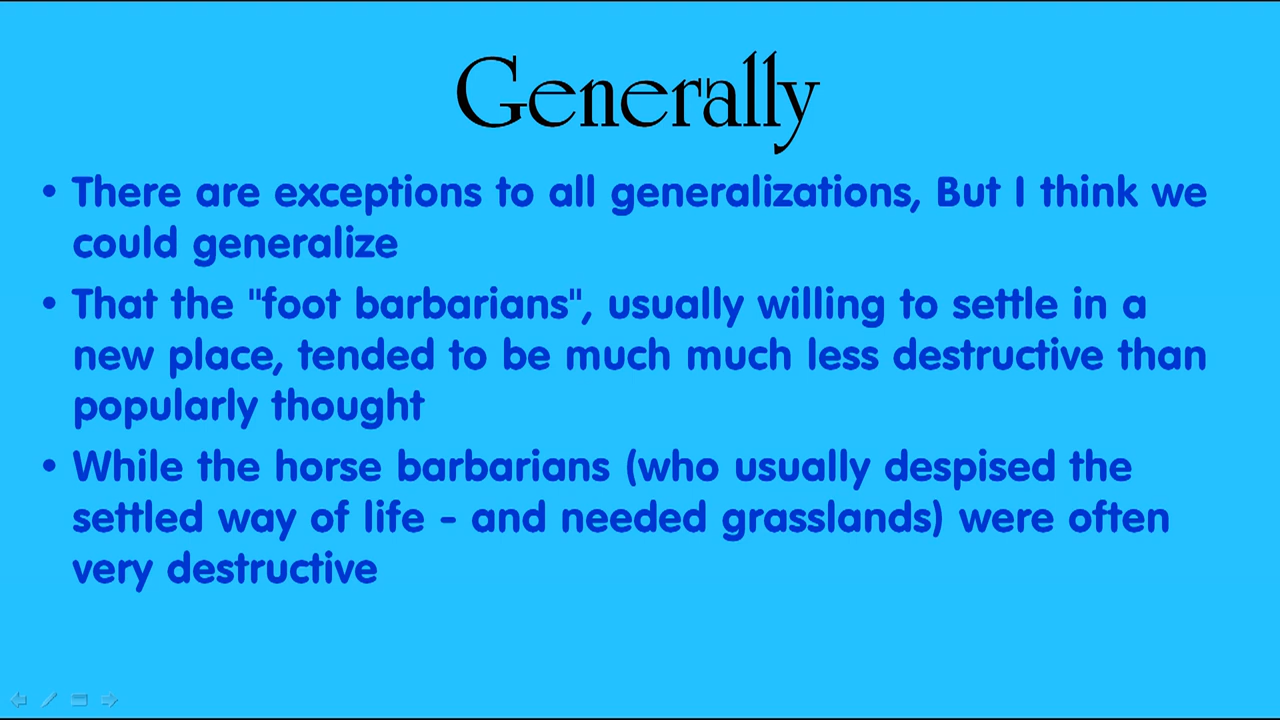 Generally
• There are exceptions to all generalizations, But I think we
could generalize
• That the "foot barbarians", usually willing to settle in a
new place, tended to be much much less destructive than
popularly thought
• While the horse barbarians (who usually despised the
settled way of life - and needed grasslands) were often
very destructive